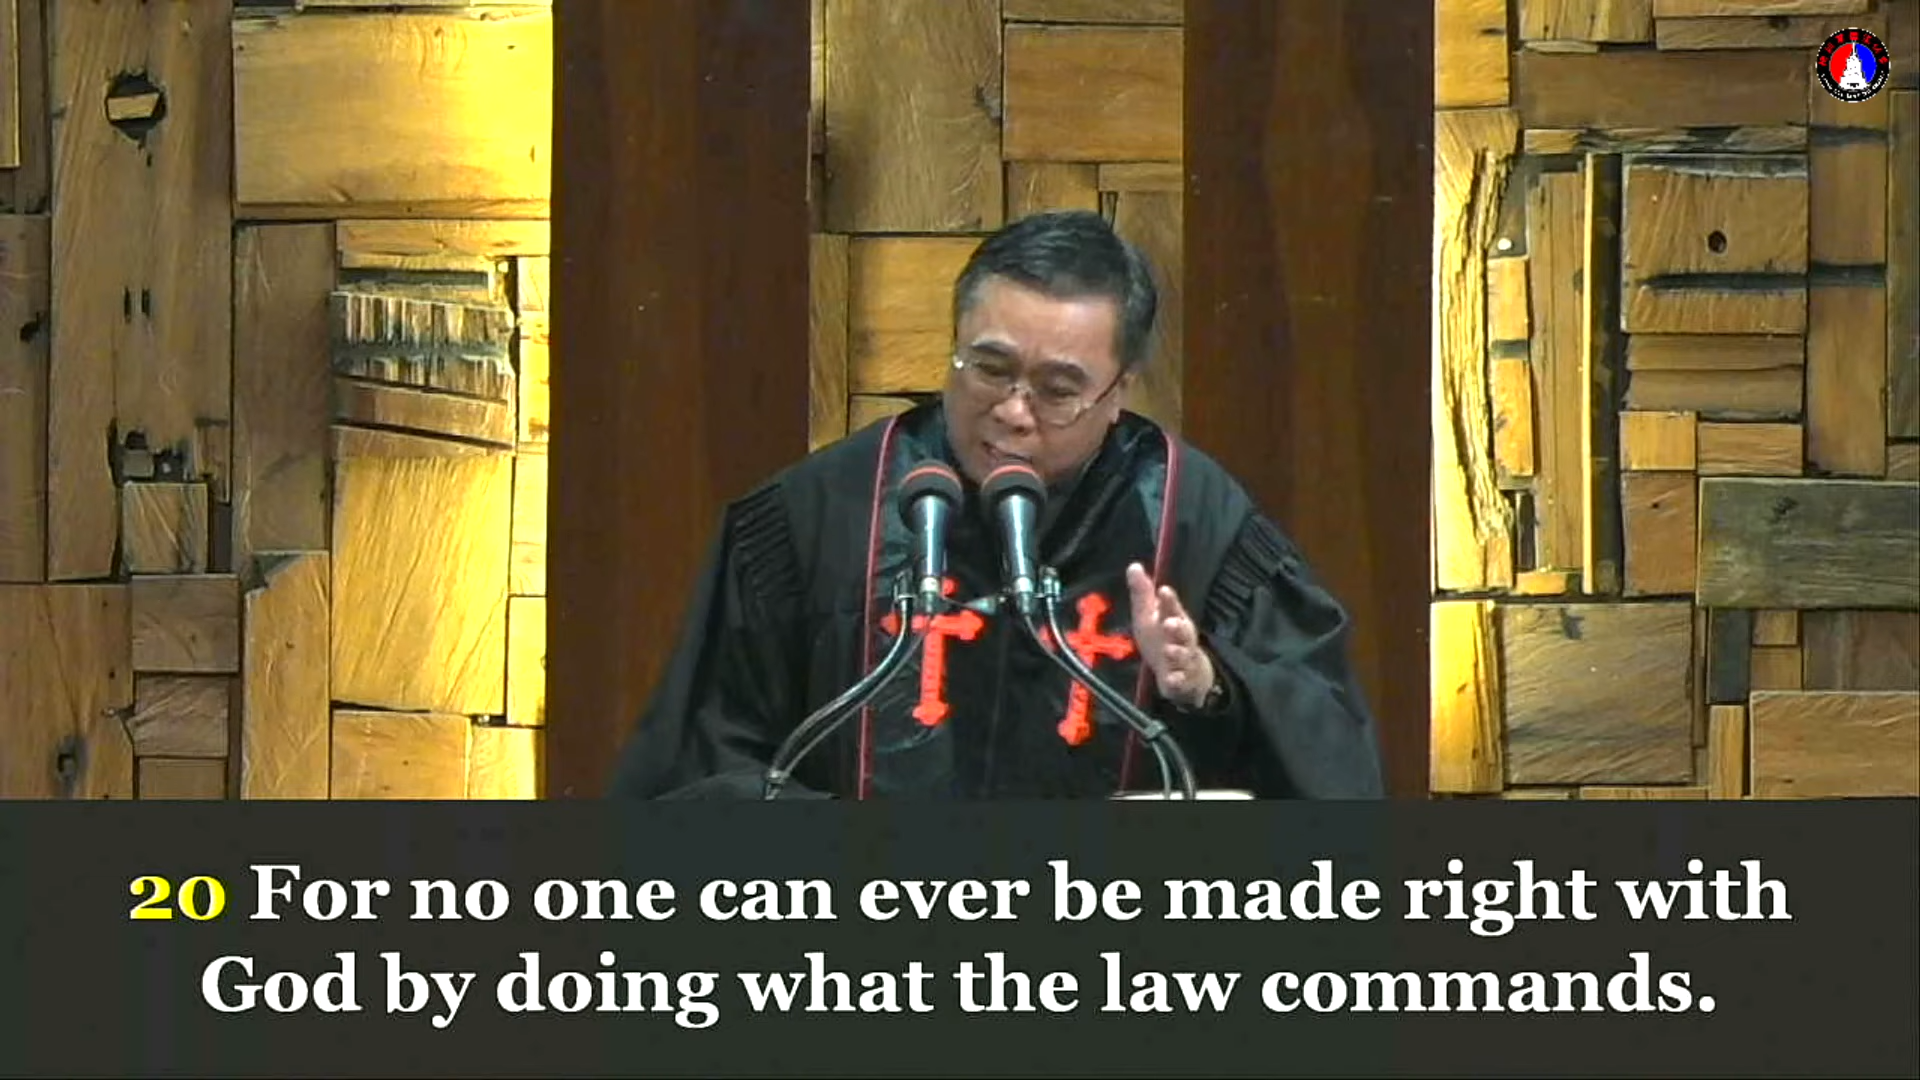 20 For no one can ever be made right with
God by doing what the law commands.